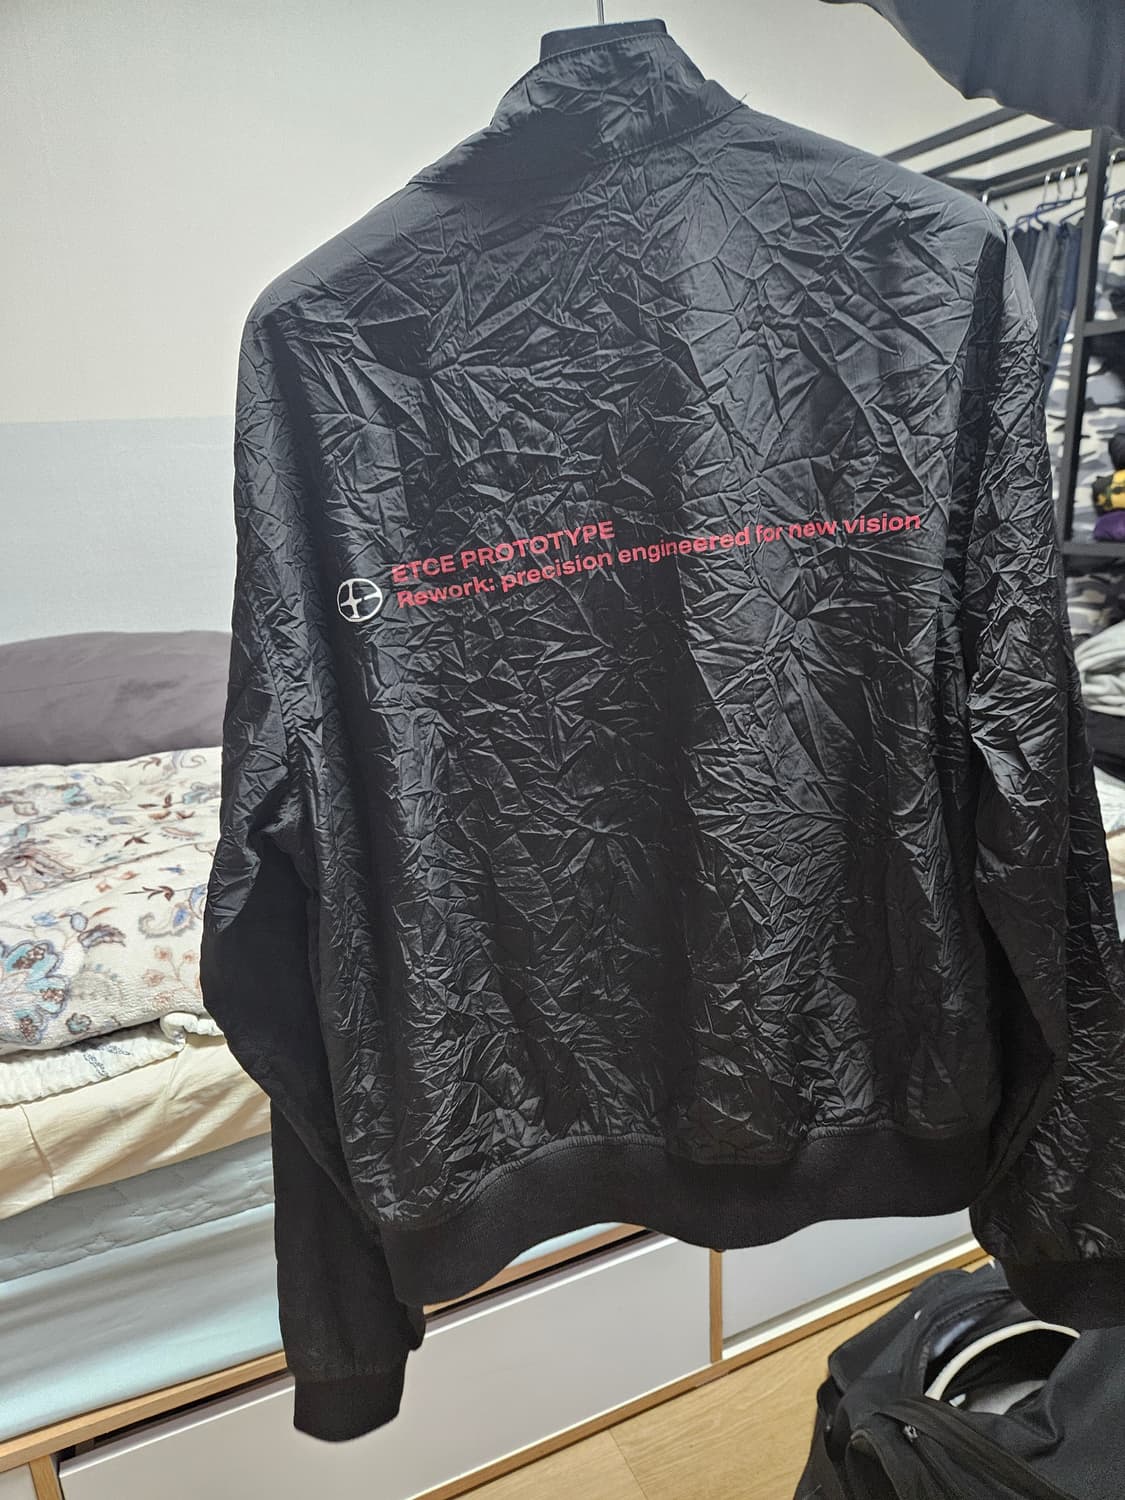 ETCE PROTOTYPE
Rework: precision engineered for new vision